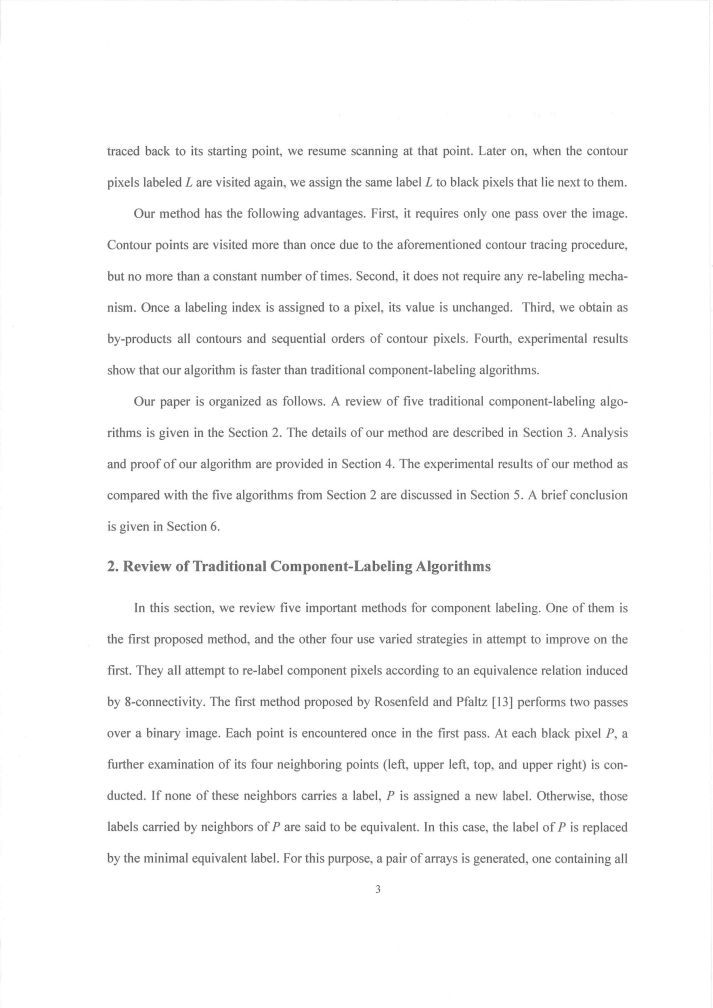 traced back to its starting point, we resume scanning at that point. Later on, when the contour
pixels labeled L are visited again, we assign the same label L to black pixels that lie next to them.
Our method has the following advantages. First, it requires only one pass over the image.
Contour points are visited more than once due to the aforementioned contour tracing procedure,
but no more than a constant number of times. Second, it does not require any re-labeling mecha-
nism. Once a labeling index is assigned to a pixel, its value is unchanged. Third, we obtain as
by-products all contours and sequential orders of contour pixels. Fourth, experimental results
show that our algorithm is faster than traditional component-labeling algorithms.
Our paper is organized as follows. A review of five traditional component-labeling algo-
rithms is given in the Section 2. The details of our method are described in Section 3. Analysis
and proof of our algorithm are provided in Section 4. The experimental results of our method as
compared with the five algorithms from Section 2 are discussed in Section 5. A brief conclusion
is given in Section 6.
2. Review of Traditional Component-Labeling Algorithms
In this section, we review five important methods for component labeling. One of them is
the first proposed method, and the other four use varied strategies in attempt to improve on the
first. They all attempt to re-label component pixels according to an equivalence relation induced
by 8-connectivity. The first method proposed by Rosenfeld and Pfaltz [13] performs two passes
over a binary image. Each point is encountered once in the first pass. At each black pixel P, a
further examination of its four neighboring points (left, upper left, top, and upper right) is con-
ducted. If none of these neighbors carries a label, P is assigned a new label. Otherwise, those
labels carried by neighbors of P are said to be equivalent. In this case, the label of P is replaced
by the minimal equivalent label. For this purpose, a pair of arrays is generated, one containing all
3